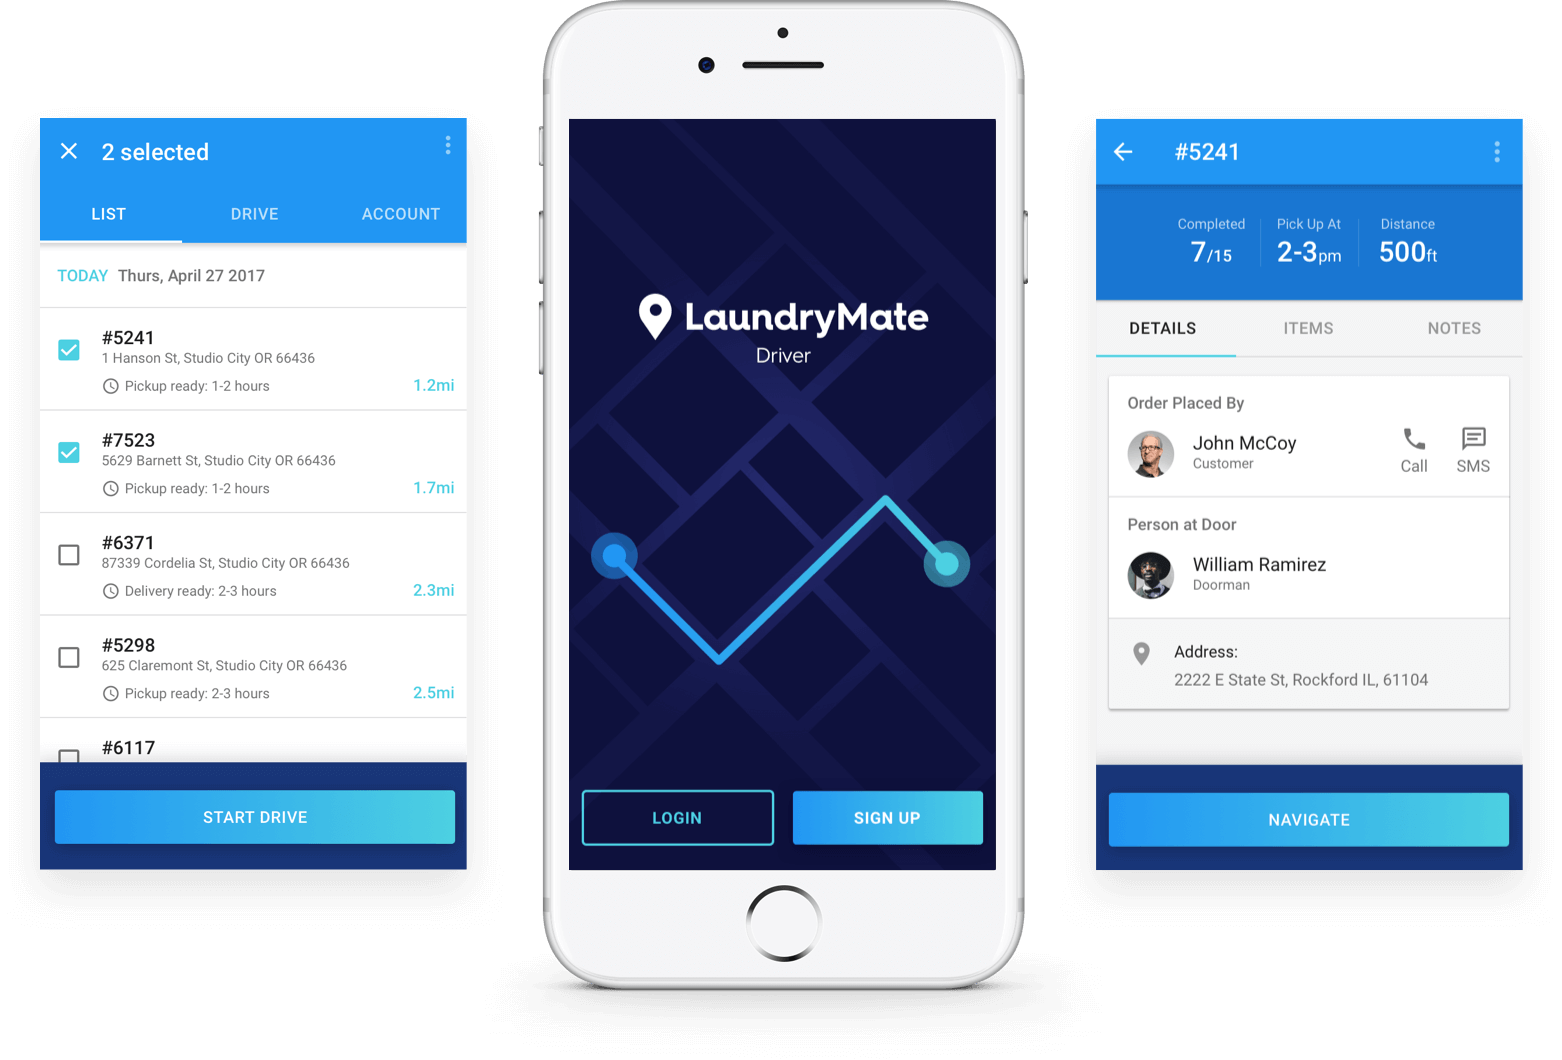 2 selected
LIST DRIVE ACCOUNT
TODAY Thurs, April 27 2017
#5241
1 Hanson St, Studio City OR 66436
Pickup ready: 1-2 hours 1.2mi
#7523
5629 Barnett St, Studio City OR 66436
Pickup ready: 1-2 hours 1.7mi
#6371
87339 Cordelia St, Studio City OR 66436
Delivery ready: 2-3 hours 2.3mi
#5298
625 Claremont St, Studio City OR 66436
Pickup ready: 2-3 hours 2.5mi
#6117
START DRIVE
LaundryMate
Driver
LOGIN SIGN UP
#5241
Completed Pick Up At Distance
7/15 2-3pm 500ft
DETAILS ITEMS NOTES
Order Placed By
John McCoy
Customer
Call SMS
Person at Door
William Ramirez
Doorman
Address:
2222 E State St, Rockford IL, 61104
NAVIGATE